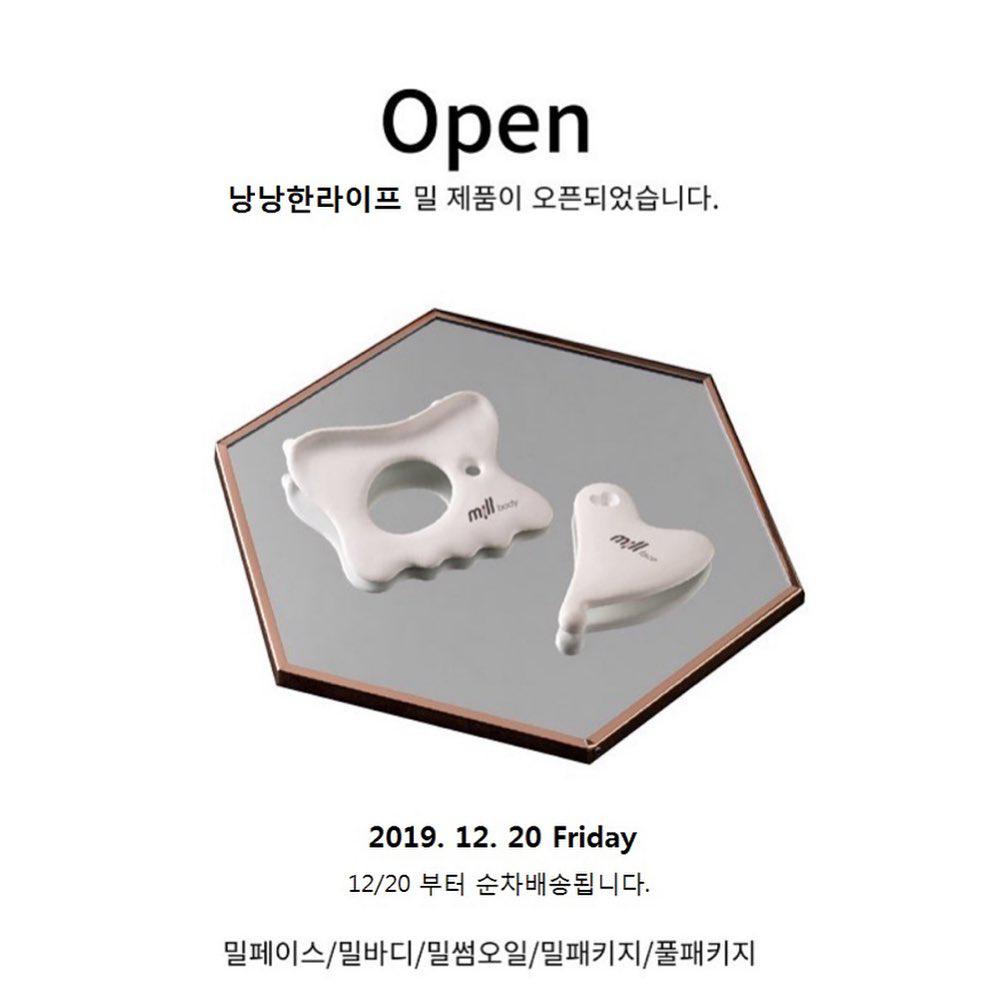 Open
낭낭한라이프 밀 제품이 오픈되었습니다.
m;ll body
m;ll face
2019. 12. 20 Friday
12/20 부터 순차배송됩니다.
밀페이스/밀바디/밀썸오일/밀패키지/풀패키지